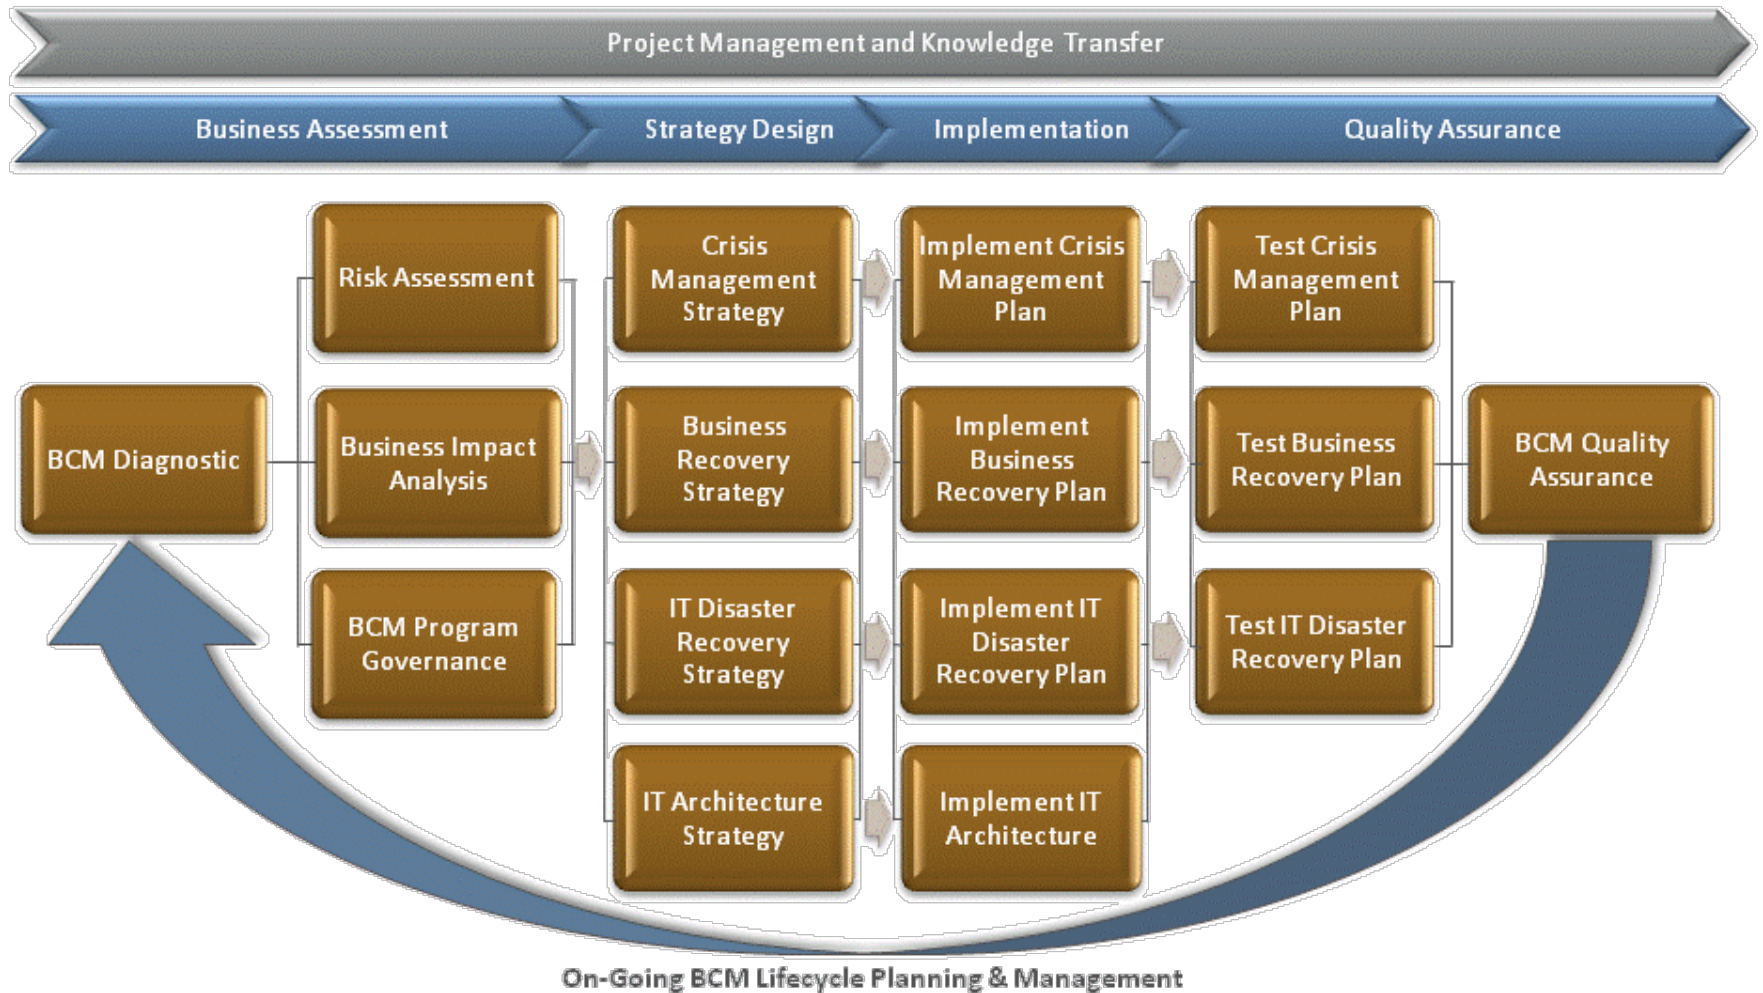 Project Management and Knowledge Transfer
Business Assessment
Strategy Design
Implementation
Quality Assurance
BCM Diagnostic
Risk Assessment
Business Impact
Analysis
BCM Program
Governance
Crisis
Management
Strategy
Business
Recovery
Strategy
IT Disaster
Recovery
Strategy
IT Architecture
Strategy
Implement Crisis
Management
Plan
Implement
Business
Recovery Plan
Implement IT
Disaster
Recovery Plan
Implement IT
Architecture
Test Crisis
Management
Plan
Test Business
Recovery Plan
Test IT Disaster
Recovery Plan
BCM Quality
Assurance
On-Going BCM Lifecycle Planning & Management